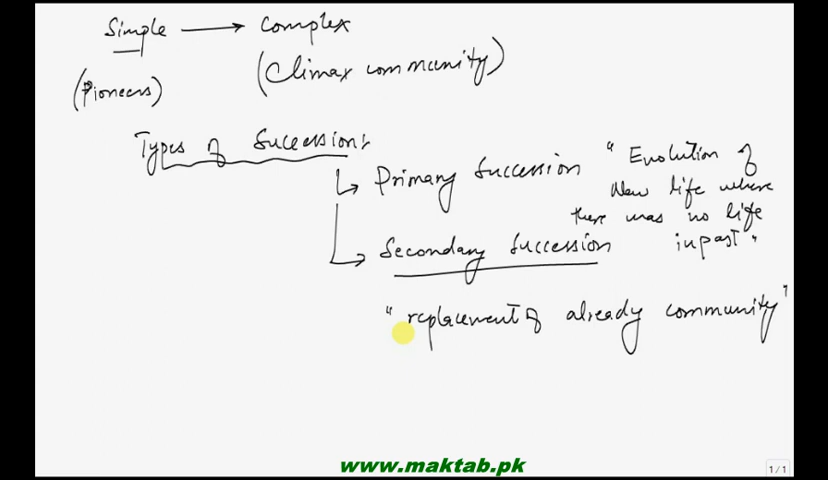 Simple → Complex
(Pioneers) (Climax community)
Types of Succession:
↳ Primary Succession "Evolution of
New life where
there was no life
in past"
↳ Secondary Succession
"replacement of already community"
www.maktab.pk
1/1